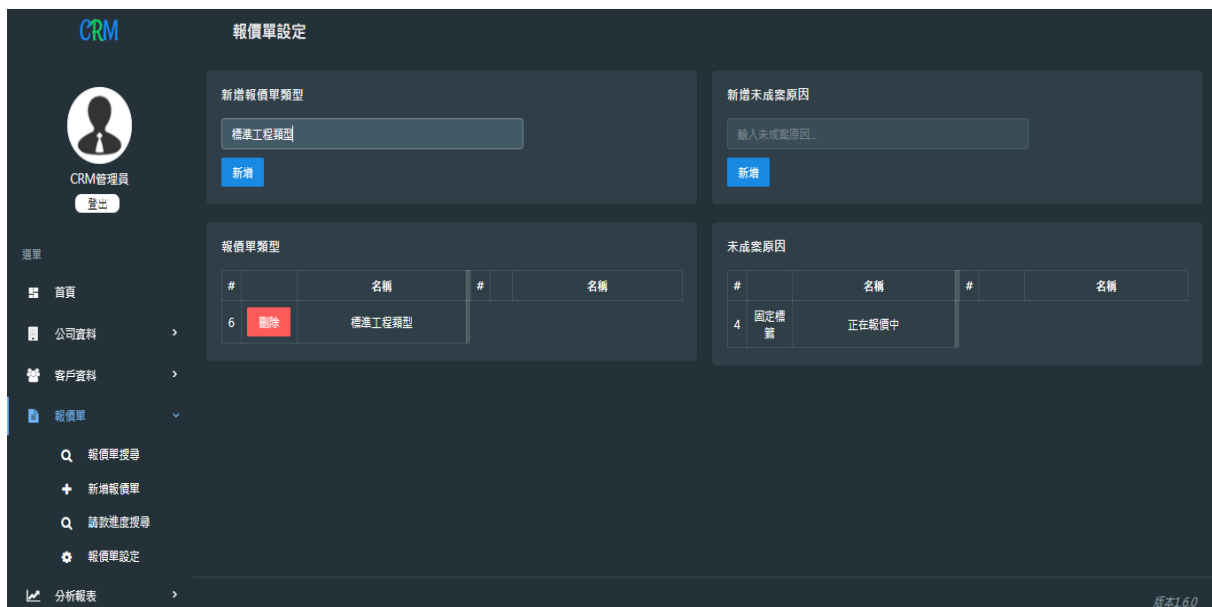 CRM
報價單設定
CRM管理員
登出
選單
首頁
公司資料
客戶資料
報價單
報價單搜尋
新增報價單
請款進度搜尋
報價單設定
分析報表
新增報價單類型
標準工程類型
新增
新增未成案原因
輸入未成案原因...
新增
報價單類型
# 名稱 # 名稱
6 刪除 標準工程類型
未成案原因
# 名稱 # 名稱
4 固定標籤 正在報價中
版本1.6.0